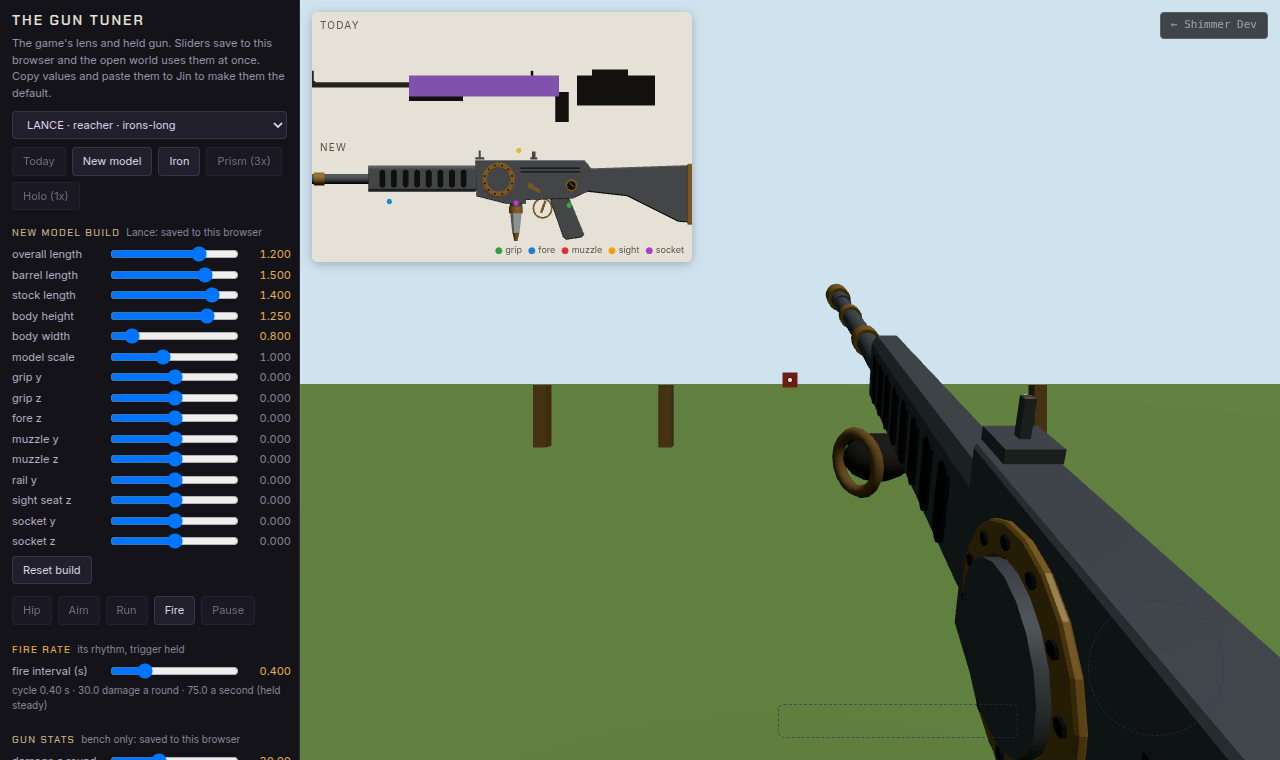 THE GUN TUNER
The game's lens and held gun. Sliders save to this
browser and the open world uses them at once.
Copy values and paste them to Jin to make them the
default.
LANCE · reacher · irons-long
Today
New model
Iron
Prism (3x)
Holo (1x)
NEW MODEL BUILD Lance: saved to this browser
overall length 1.200
barrel length 1.500
stock length 1.400
body height 1.250
body width 0.800
model scale 1.000
grip y 0.000
grip z 0.000
fore z 0.000
muzzle y 0.000
muzzle z 0.000
rail y 0.000
sight seat z 0.000
socket y 0.000
socket z 0.000
Reset build
Hip
Aim
Run
Fire
Pause
FIRE RATE its rhythm, trigger held
fire interval (s) 0.400
cycle 0.40 s · 30.0 damage a round · 75.0 a second (held
steady)
GUN STATS bench only: saved to this browser
TODAY
NEW
grip fore muzzle sight socket
← Shimmer Dev